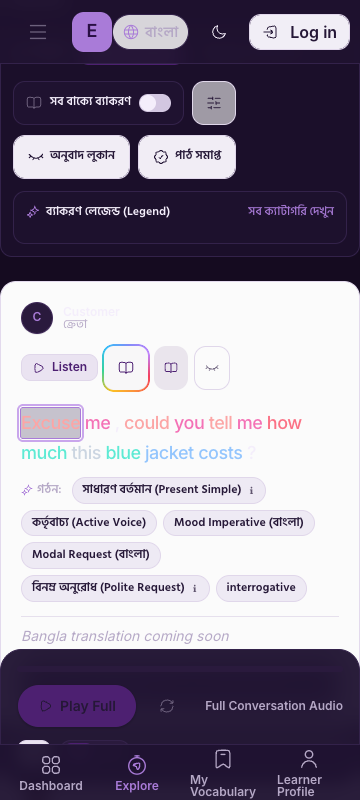 E
বাংলা
Log in
সব বাক্যে ব্যাকরণ
অনুবাদ লুকান
পাঠ সমাপ্ত
ব্যাকরণ লেজেন্ড (Legend)
সব ক্যাটাগরি দেখুন
C
Customer
ক্রেতা
Listen
Excuse me , could you tell me how
much this blue jacket costs ?
গঠন:
সাধারণ বর্তমান (Present Simple) i
কর্তৃবাচ্য (Active Voice)
Mood Imperative (বাংলা)
Modal Request (বাংলা)
বিনম্র অনুরোধ (Polite Request) i
interrogative
Bangla translation coming soon
Play Full
Full Conversation Audio
Dashboard
Explore
My Vocabulary
Learner Profile